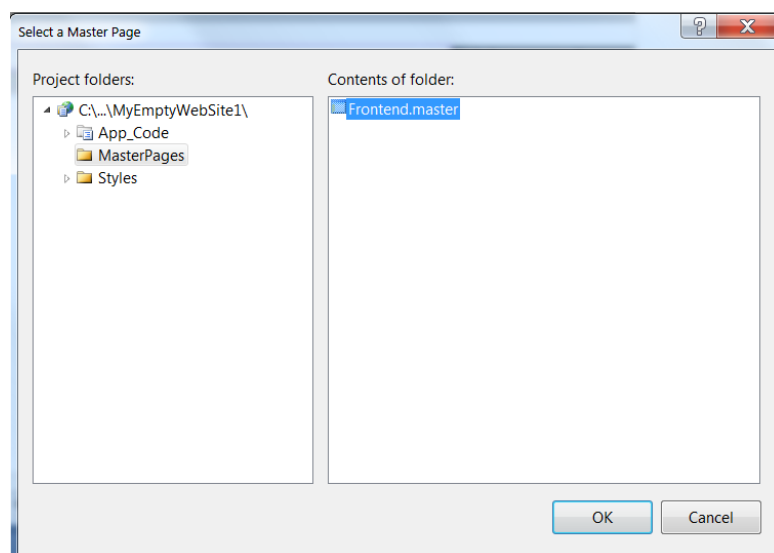 Select a Master Page
Project folders:
Contents of folder:
C:\...\MyEmptyWebSite1\
App_Code
MasterPages
Styles
Frontend.master
OK
Cancel